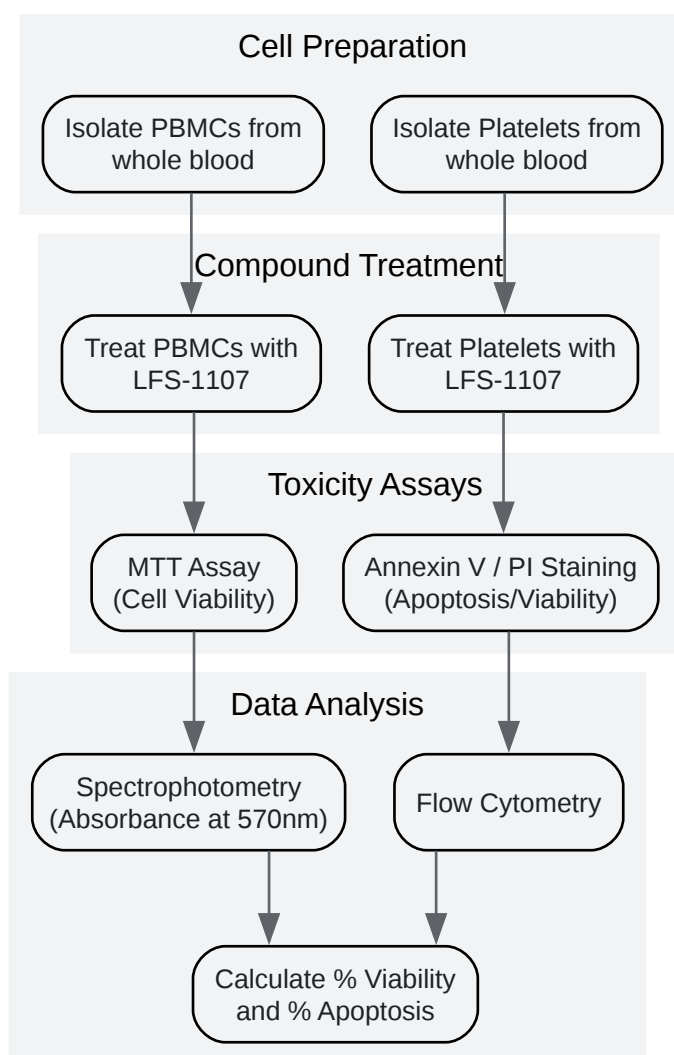 Cell Preparation
Isolate PBMCs from
whole blood
Isolate Platelets from
whole blood
Compound Treatment
Treat PBMCs with
LFS-1107
Treat Platelets with
LFS-1107
Toxicity Assays
MTT Assay
(Cell Viability)
Annexin V / PI Staining
(Apoptosis/Viability)
Data Analysis
Spectrophotometry
(Absorbance at 570nm)
Flow Cytometry
Calculate % Viability
and % Apoptosis